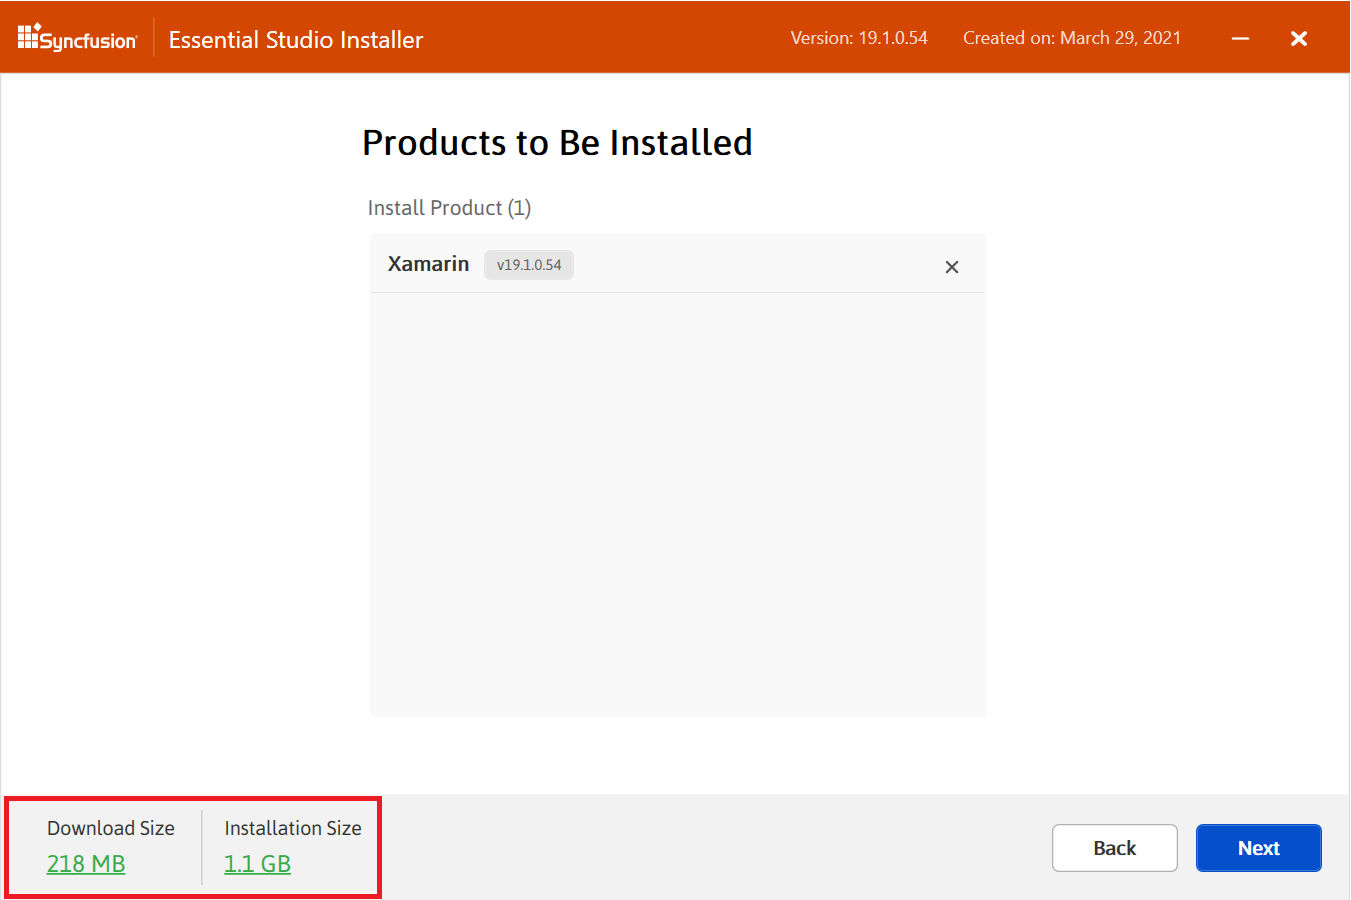 Syncfusion
Essential Studio Installer
Version: 19.1.0.54
Created on: March 29, 2021
Products to Be Installed
Install Product (1)
Xamarin
v19.1.0.54
Download Size
218 MB
Installation Size
1.1 GB
Back
Next